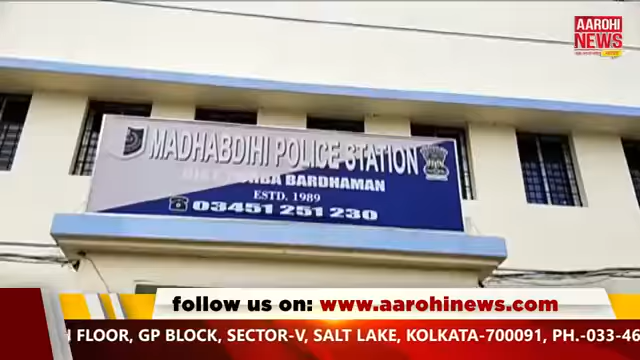 AAROHI
NEWS
MADHABDIHI POLICE STATION
BARDHAMAN
ESTD. 1989
03451 251 230
follow us on: www.aarohinews.com
FLOOR, GP BLOCK, SECTOR-V, SALT LAKE, KOLKATA-700091, PH.-033-46